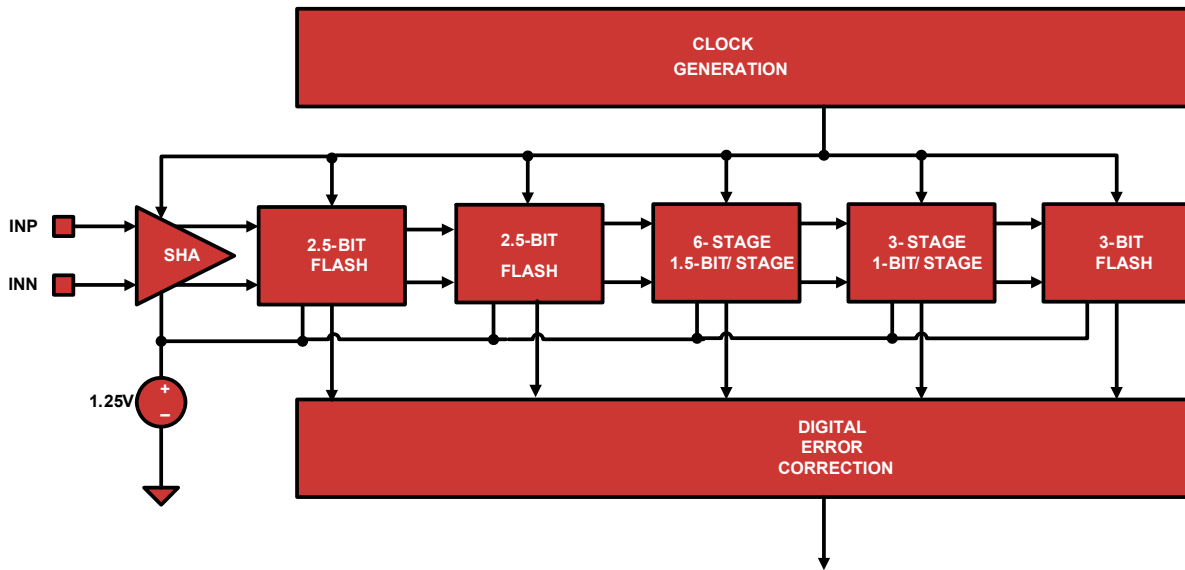 CLOCK
GENERATION
INP
INN
SHA
2.5-BIT
FLASH
2.5-BIT
FLASH
6- STAGE
1.5-BIT/ STAGE
3- STAGE
1-BIT/ STAGE
3-BIT
FLASH
1.25V
+
−
DIGITAL
ERROR
CORRECTION